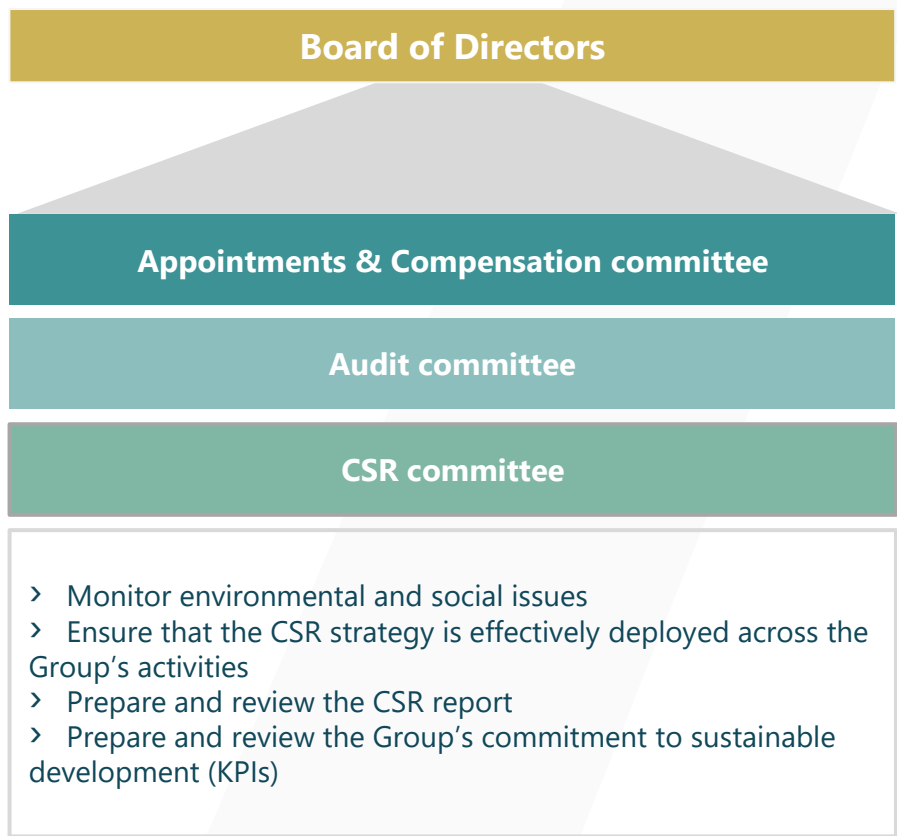 Board of Directors
Appointments & Compensation committee
Audit committee
CSR committee
› Monitor environmental and social issues
› Ensure that the CSR strategy is effectively deployed across the
Group’s activities
› Prepare and review the CSR report
› Prepare and review the Group’s commitment to sustainable
development (KPIs)